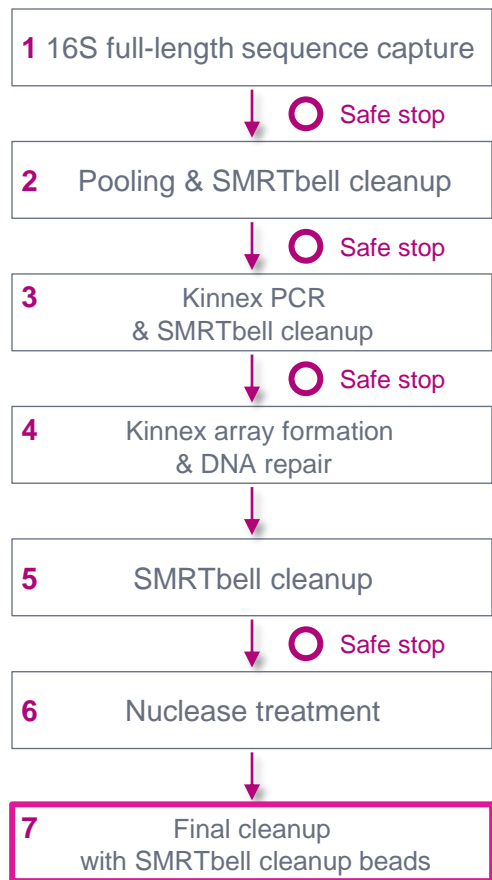 1 16S full-length sequence capture
Safe stop
2 Pooling & SMRTbell cleanup
Safe stop
3 Kinnex PCR
& SMRTbell cleanup
Safe stop
4 Kinnex array formation
& DNA repair
5 SMRTbell cleanup
Safe stop
6 Nuclease treatment
7 Final cleanup
with SMRTbell cleanup beads